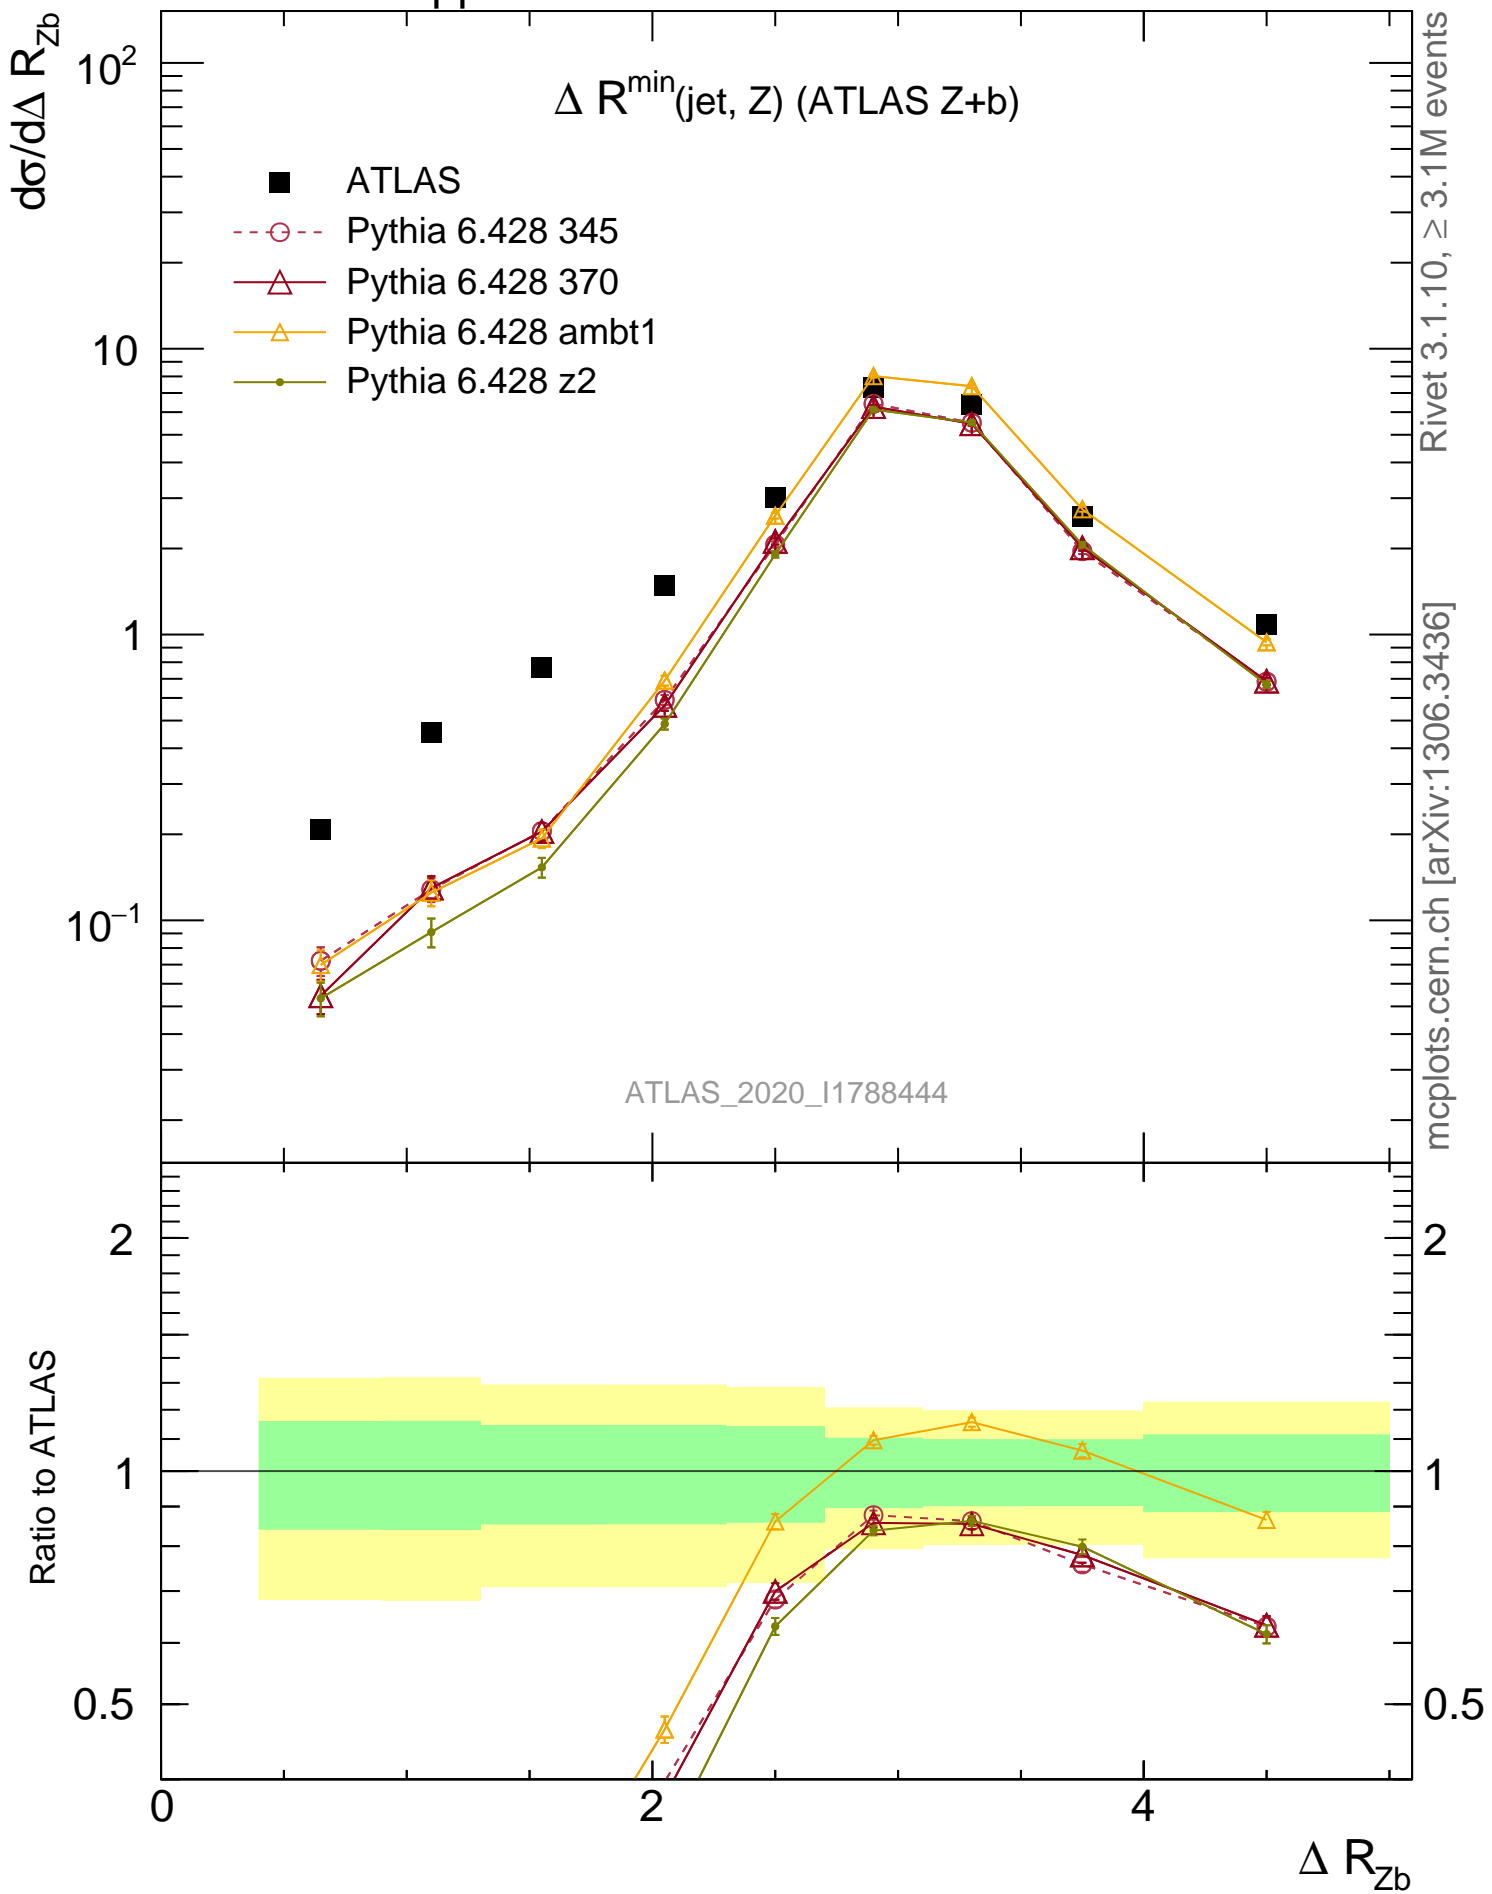 dσ/dΔ R_Zb
Δ R^min(jet, Z) (ATLAS Z+b)
ATLAS
Pythia 6.428 345
Pythia 6.428 370
Pythia 6.428 ambt1
Pythia 6.428 z2
10²
10
1
10⁻¹
ATLAS_2020_I1788444
Rivet 3.1.10, ≥ 3.1M events
mcplots.cern.ch [arXiv:1306.3436]
Ratio to ATLAS
2
1
0.5
2
1
0.5
0
2
4
Δ R_Zb